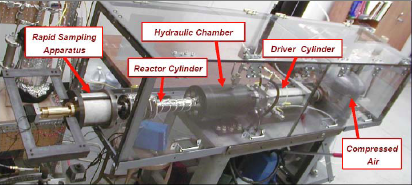 Rapid Sampling
Apparatus
Hydraulic Chamber
Reactor Cylinder
Driver Cylinder
Compressed
Air